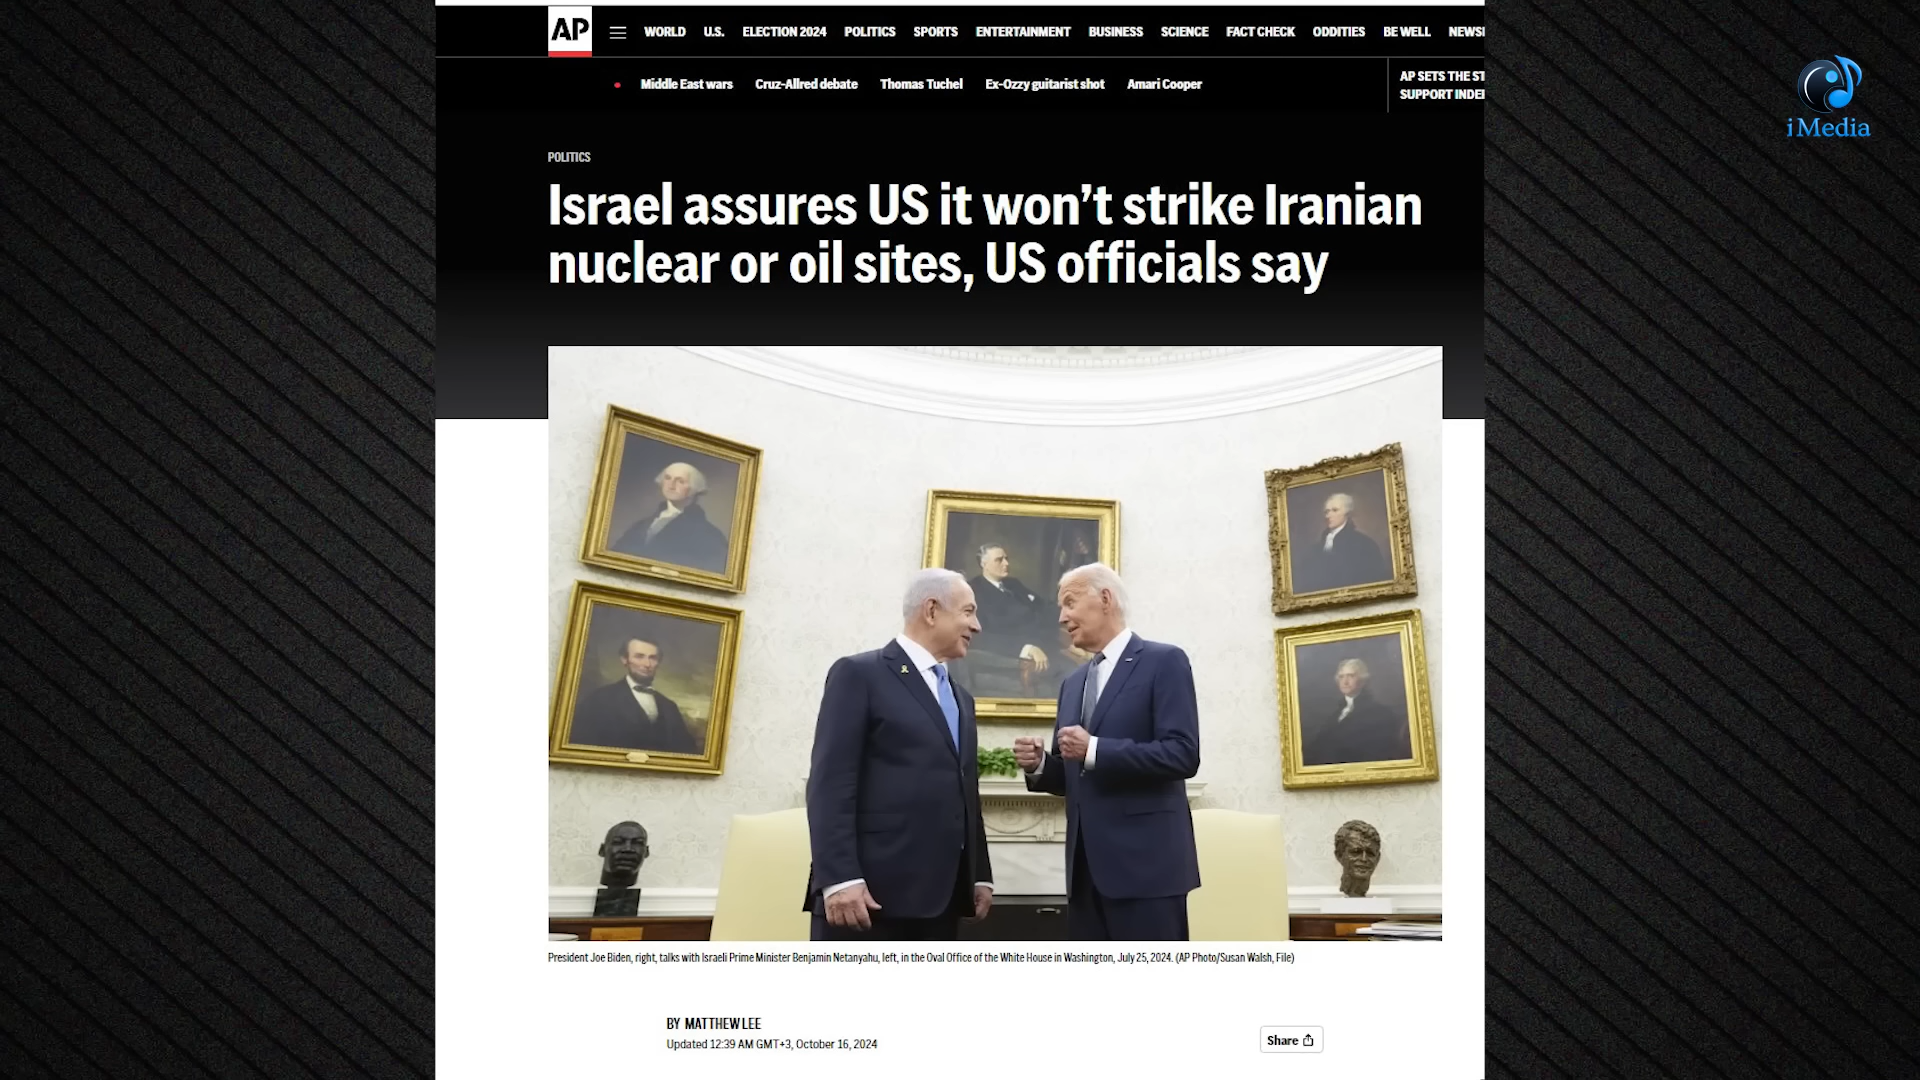 AP
WORLD U.S. ELECTION 2024 POLITICS SPORTS ENTERTAINMENT BUSINESS SCIENCE FACT CHECK ODDITIES BE WELL
Middle East wars Cruz-Allred debate Thomas Tuchel Ex-Ozzy guitarist shot Amari Cooper
AP SETS THE
SUPPORT
iMedia
POLITICS
Israel assures US it won’t strike Iranian
nuclear or oil sites, US officials say
President Joe Biden, right, talks with Israeli Prime Minister Benjamin Netanyahu, left, in the Oval Office of the White House in Washington, July 25, 2024. (AP Photo/Susan Walsh, File)
BY MATTHEW LEE
Updated 12:39 AM GMT+3, October 16, 2024
Share